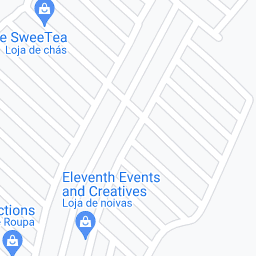 e SweeTea
Loja de chás
Eleventh Events
and Creatives
Loja de noivas
ctions
Roupa